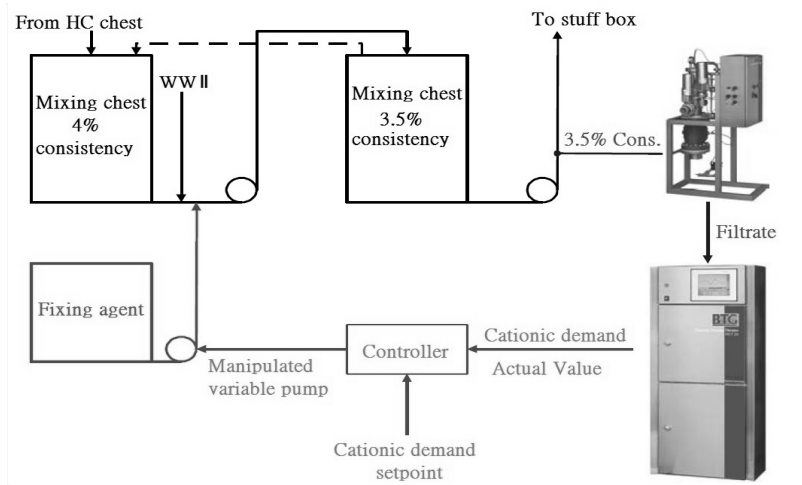 From HC chest
To stuff box
Mixing chest
4%
consistency
WWⅡ
Mixing chest
3.5%
consistency
3.5% Cons.
Filtrate
Fixing agent
BTG
Manipulated
variable pump
Controller
Cationic demand
Actual Value
Cationic demand
setpoint